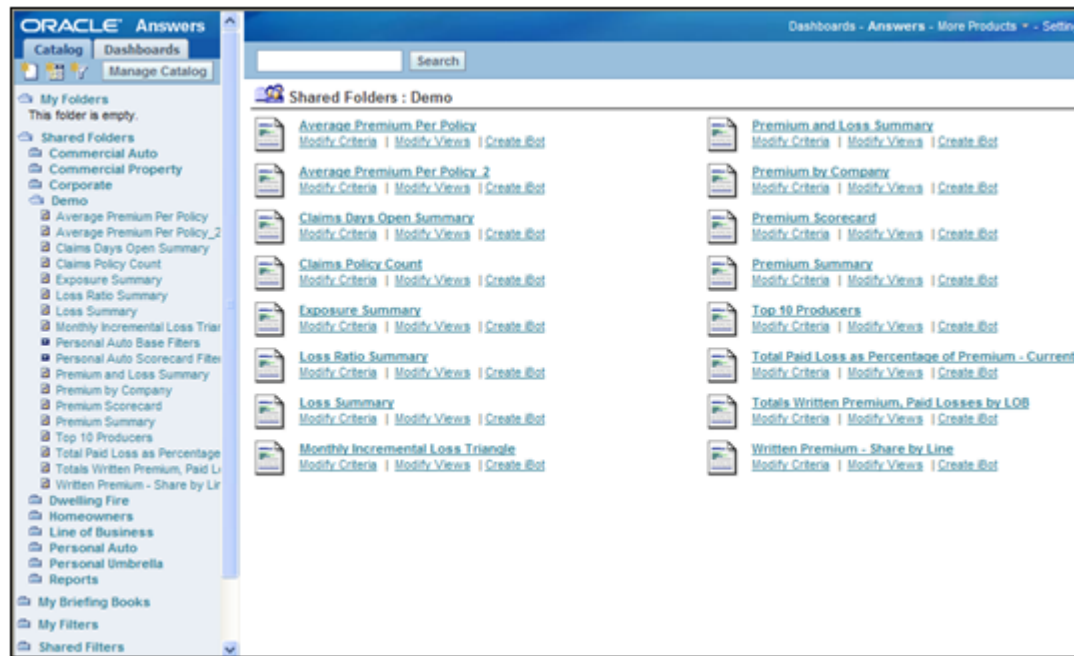 ORACLE Answers
Dashboards - Answers - More Products - Settin
Catalog Dashboards
Manage Catalog
Search
My Folders
This folder is empty.
Shared Folders
Commercial Auto
Commercial Property
Corporate
Demo
Average Premium Per Policy
Average Premium Per Policy_2
Claims Days Open Summary
Claims Policy Count
Exposure Summary
Loss Ratio Summary
Loss Summary
Monthly Incremental Loss Trian
Personal Auto Base Filters
Personal Auto Scorecard Filte
Premium and Loss Summary
Premium by Company
Premium Scorecard
Premium Summary
Top 10 Producers
Total Paid Loss as Percentage
Totals Written Premium, Paid L
Written Premium - Share by Lir
Dwelling Fire
Homeowners
Line of Business
Personal Auto
Personal Umbrella
Reports
My Briefing Books
My Filters
Shared Filters
Shared Folders : Demo
Average Premium Per Policy
Modify Criteria | Modify Views | Create iBot
Average Premium Per Policy_2
Modify Criteria | Modify Views | Create iBot
Claims Days Open Summary
Modify Criteria | Modify Views | Create iBot
Claims Policy Count
Modify Criteria | Modify Views | Create iBot
Exposure Summary
Modify Criteria | Modify Views | Create iBot
Loss Ratio Summary
Modify Criteria | Modify Views | Create iBot
Loss Summary
Modify Criteria | Modify Views | Create iBot
Monthly Incremental Loss Triangle
Modify Criteria | Modify Views | Create iBot
Premium and Loss Summary
Modify Criteria | Modify Views | Create iBot
Premium by Company
Modify Criteria | Modify Views | Create iBot
Premium Scorecard
Modify Criteria | Modify Views | Create iBot
Premium Summary
Modify Criteria | Modify Views | Create iBot
Top 10 Producers
Modify Criteria | Modify Views | Create iBot
Total Paid Loss as Percentage of Premium - Current
Modify Criteria | Modify Views | Create iBot
Totals Written Premium, Paid Losses by LOB
Modify Criteria | Modify Views | Create iBot
Written Premium - Share by Line
Modify Criteria | Modify Views | Create iBot